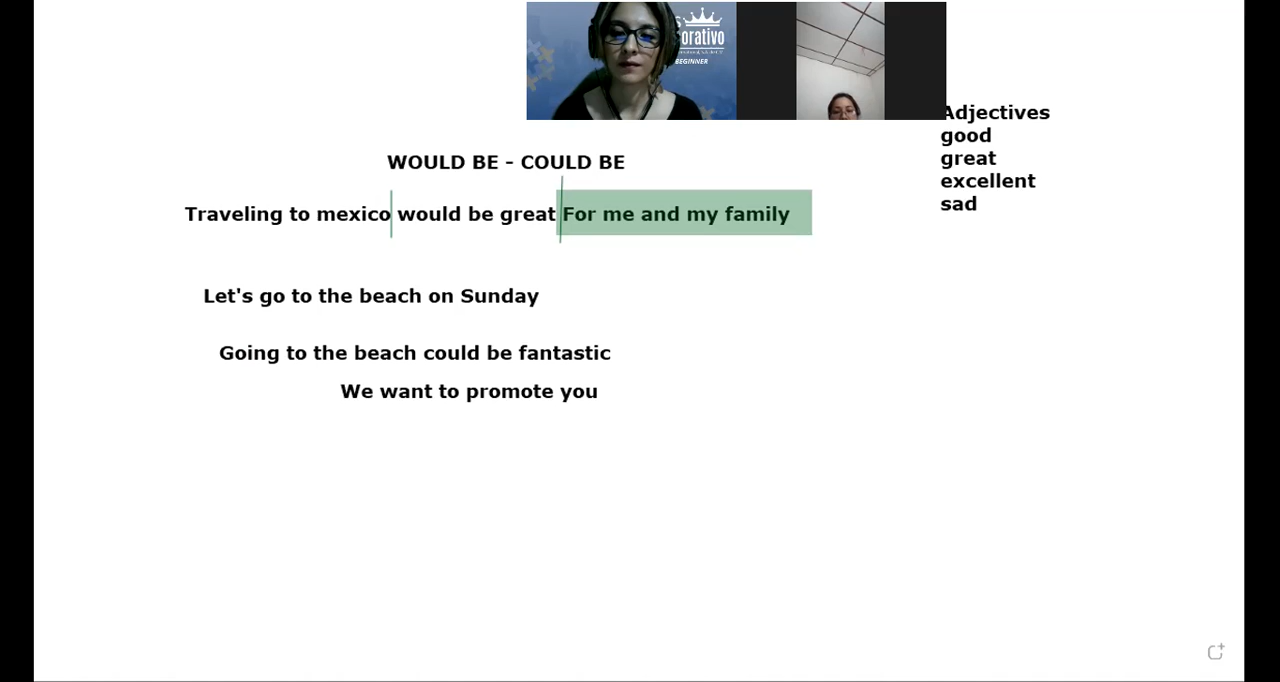 orativo
BEGINNER
Adjectives
good
great
excellent
sad
WOULD BE - COULD BE
Traveling to mexico would be great For me and my family
Let's go to the beach on Sunday
Going to the beach could be fantastic
We want to promote you